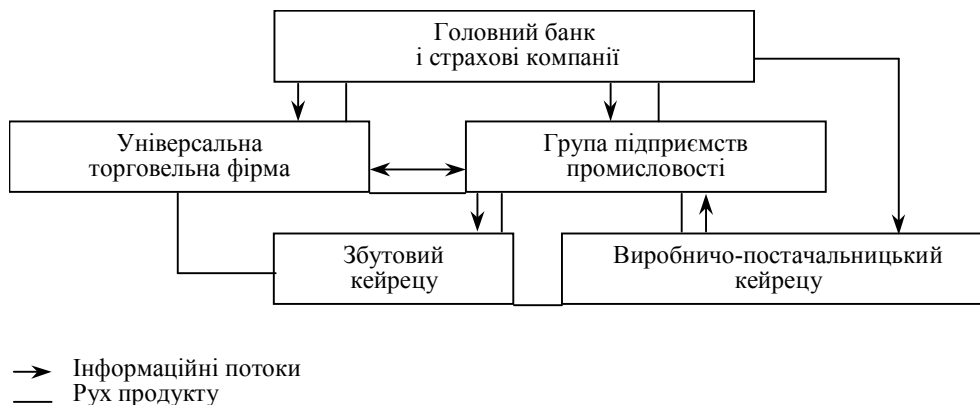 Головний банк
і страхові компанії
Універсальна
торговельна фірма
Група підприємств
промисловості
Збутовий
кейрецу
Виробничо-постачальницький
кейрецу
Інформаційні потоки
Рух продукту